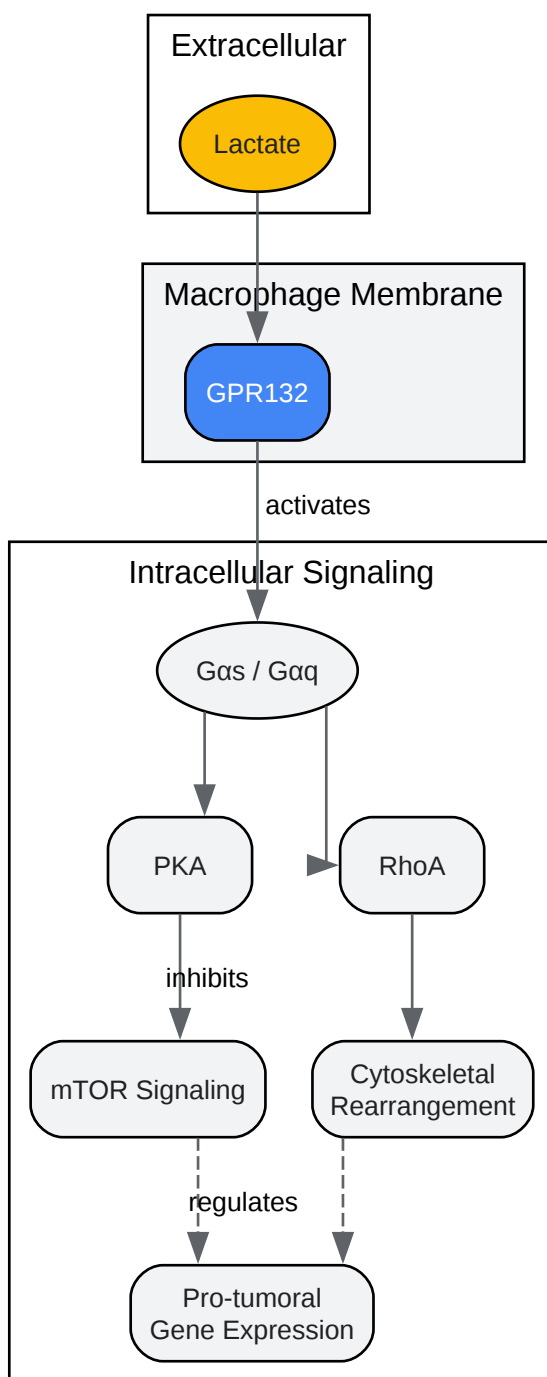 Extracellular
Lactate
Macrophage Membrane
GPR132
activates
Intracellular Signaling
Gαs / Gαq
PKA
RhoA
inhibits
mTOR Signaling
Cytoskeletal
Rearrangement
regulates
Pro-tumoral
Gene Expression